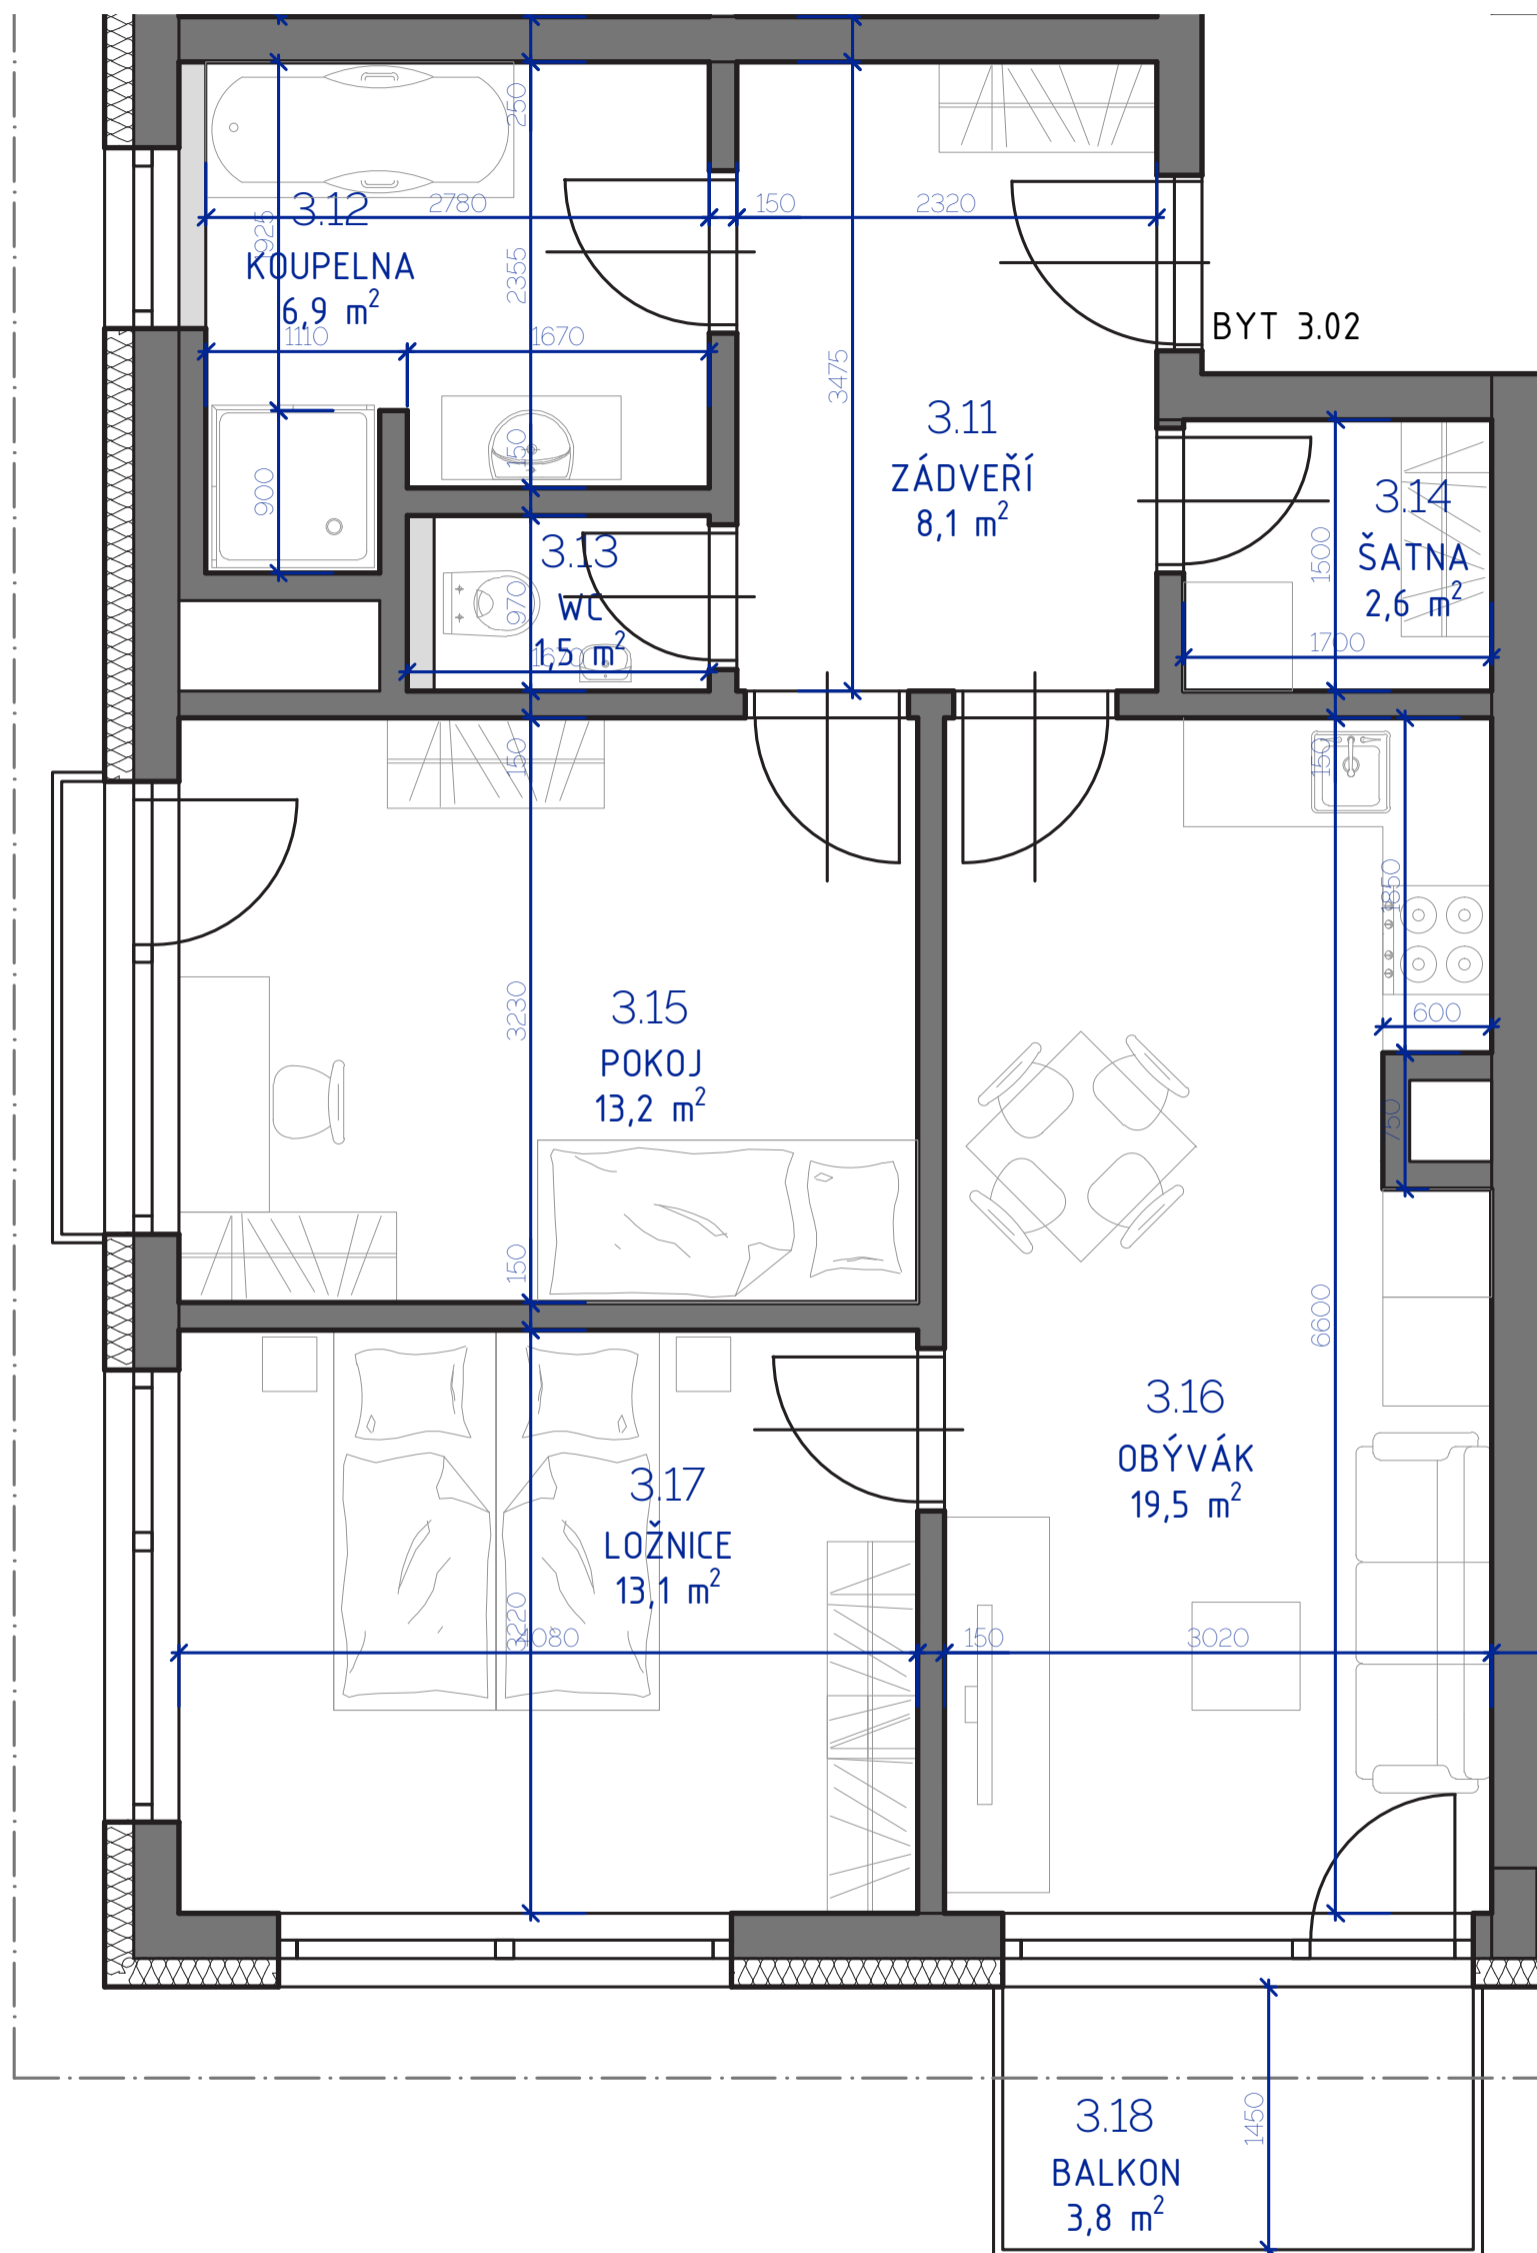 250
3.12
2780
150
2320
1925
KOUPELNA
2355
6,9 m²
1110
1670
BYT 3.02
3475
3.11
ZÁDVEŘÍ
8,1 m²
150
900
3.14
ŠATNA
2,6 m²
1500
1700
3.13
WC
1,5 m²
970
1670
150
150
1850
3230
3.15
POKOJ
13,2 m²
600
750
150
6600
3.16
OBÝVÁK
19,5 m²
3.17
LOŽNICE
13,1 m²
3220
4080
150
3020
3.18
BALKON
3,8 m²
1450